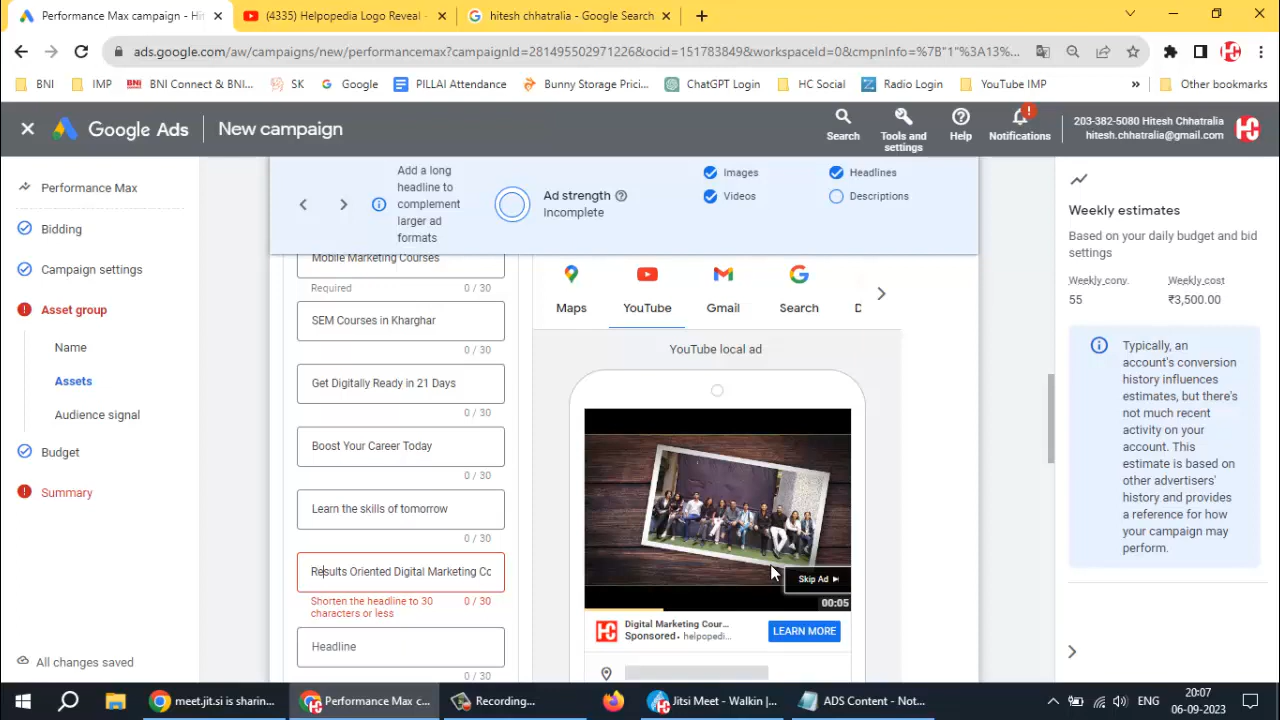 Performance Max campaign - Hit
(4335) Helpopedia Logo Reveal -
hitesh chhatralia - Google Search
ads.google.com/aw/campaigns/new/performancemax?campaignId=281495502971226&ocid=151783849&workspaceId=0&cmpnInfo=%7B"1"%3A13%...
BNI
IMP
BNI Connect & BNI...
SK
Google
PILLAI Attendance
Bunny Storage Prici...
ChatGPT Login
HC Social
Radio Login
YouTube IMP
»
Other bookmarks
Google Ads
New campaign
Search
Tools and settings
Help
Notifications
203-382-5080 Hitesh Chhatralia
hitesh.chhatralia@gmail.com
Performance Max
Bidding
Campaign settings
Asset group
Name
Assets
Audience signal
Budget
Summary
All changes saved
Add a long
headline to
complement
larger ad
formats
Ad strength
Incomplete
Images
Videos
Headlines
Descriptions
Mobile Marketing Courses
Required 0 / 30
SEM Courses in Kharghar
0 / 30
Get Digitally Ready in 21 Days
0 / 30
Boost Your Career Today
0 / 30
Learn the skills of tomorrow
0 / 30
Results Oriented Digital Marketing Co
Shorten the headline to 30 0 / 30
characters or less
Headline
0 / 30
Maps
YouTube
Gmail
Search
D
YouTube local ad
Skip Ad
00:05
Digital Marketing Cour...
Sponsored • helpopedi...
LEARN MORE
Weekly estimates
Based on your daily budget and bid
settings
Weekly conv. Weekly cost
55 ₹3,500.00
Typically, an
account's conversion
history influences
estimates, but there's
not much recent
activity on your
account. This
estimate is based on
other advertisers'
history and provides
a reference for how
your campaign may
perform.
meet.jit.si is sharin...
Performance Max c...
Recording...
Jitsi Meet - Walkin |...
ADS Content - Not...
ENG
20:07
06-09-2023